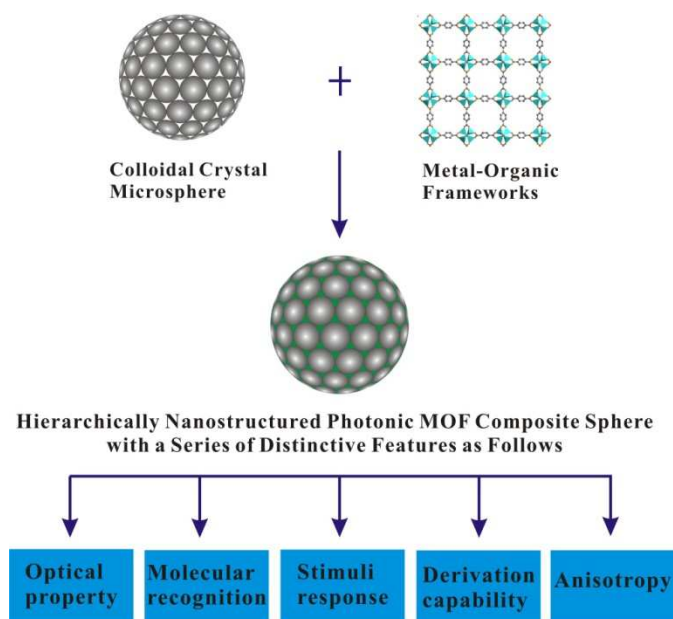 +
Colloidal Crystal
Microsphere
Metal-Organic
Frameworks
Hierarchically Nanostructured Photonic MOF Composite Sphere
with a Series of Distinctive Features as Follows
Optical
property
Molecular
recognition
Stimuli
response
Derivation
capability
Anisotropy